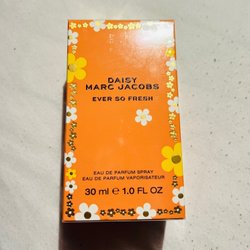 DAISY
MARC JACOBS
EVER SO FRESH
EAU DE PARFUM SPRAY
EAU DE PARFUM VAPORISATEUR
30 ml ℮ 1.0 FL OZ